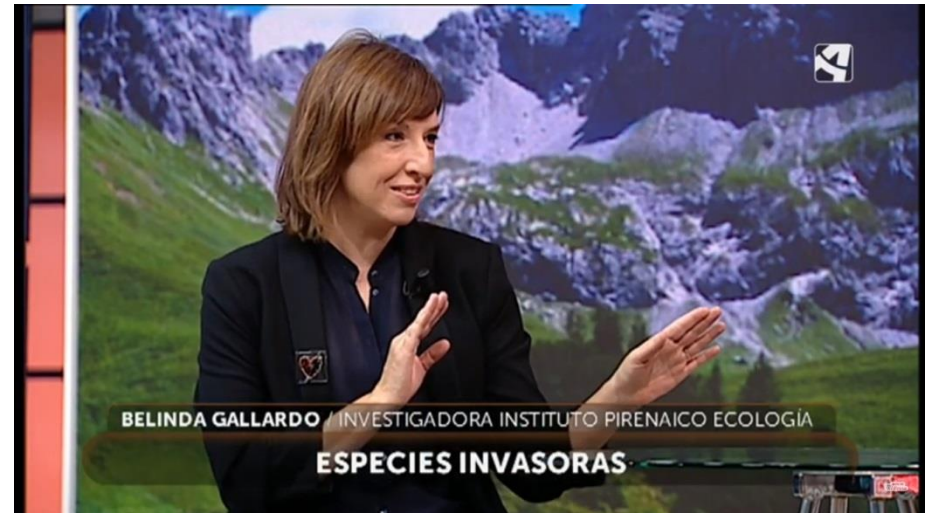 BELINDA GALLARDO / INVESTIGADORA INSTITUTO PIRENAICO ECOLOGÍA
ESPECIES INVASORAS